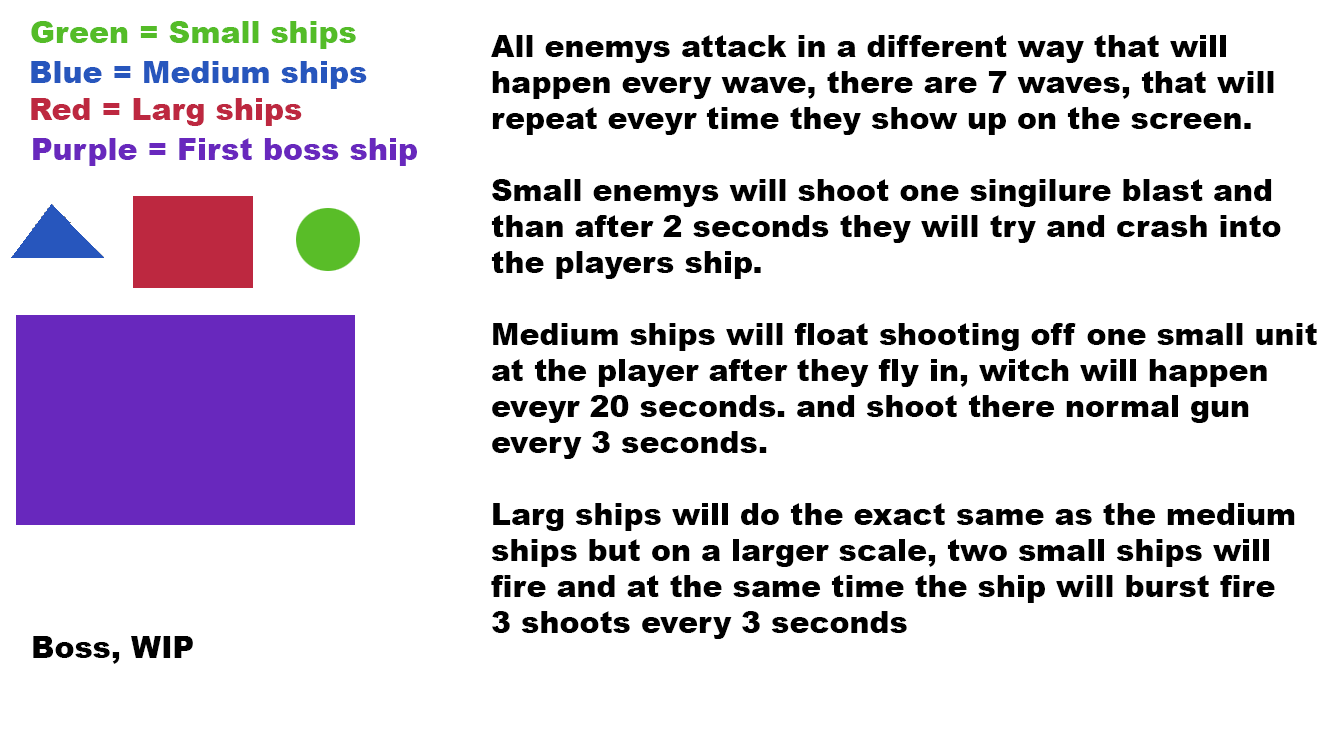 Green = Small ships
Blue = Medium ships
Red = Larg ships
Purple = First boss ship
All enemys attack in a different way that will
happen every wave, there are 7 waves, that will
repeat eveyr time they show up on the screen.
Small enemys will shoot one singilure blast and
than after 2 seconds they will try and crash into
the players ship.
Medium ships will float shooting off one small unit
at the player after they fly in, witch will happen
eveyr 20 seconds. and shoot there normal gun
every 3 seconds.
Larg ships will do the exact same as the medium
ships but on a larger scale, two small ships will
fire and at the same time the ship will burst fire
3 shoots every 3 seconds
Boss, WIP